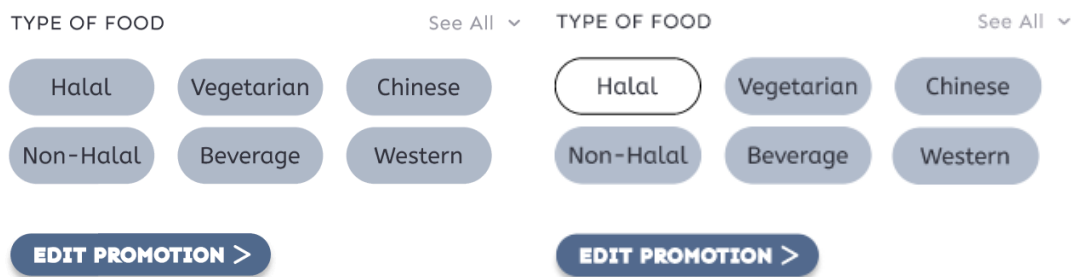 TYPE OF FOOD See All
Halal Vegetarian Chinese
Non-Halal Beverage Western
EDIT PROMOTION >
TYPE OF FOOD See All
Halal Vegetarian Chinese
Non-Halal Beverage Western
EDIT PROMOTION >